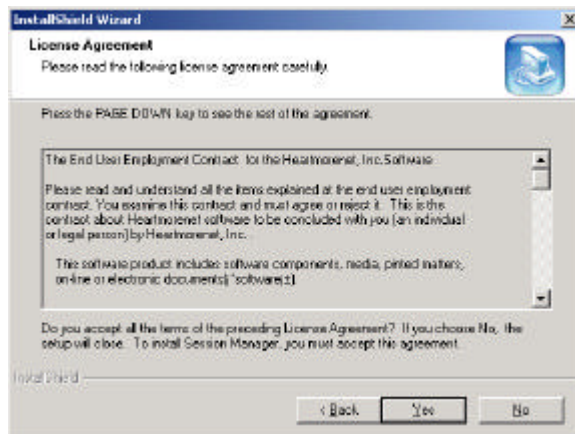 InstallShield Wizard
License Agreement
Please read the following license agreement carefully.
Press the PAGE DOWN key to see the rest of the agreement.
The End User Employment Contract for the Heartmorenet, Inc.Software
Please read and understand all the items explained at the end user employment
contract. You examine this contract and must agree or reject it. This is the
contract about Heartmorenet software to be concluded with you (an individual
or legal person) by Heartmorenet, Inc.
This software product includes software components, media, printed matters,
on-line or electronic documents
Do you accept all the terms of the preceding License Agreement? If you choose No, the
setup will close. To install Session Manager, you must accept this agreement.
InstallShield
< Back
Yes
No